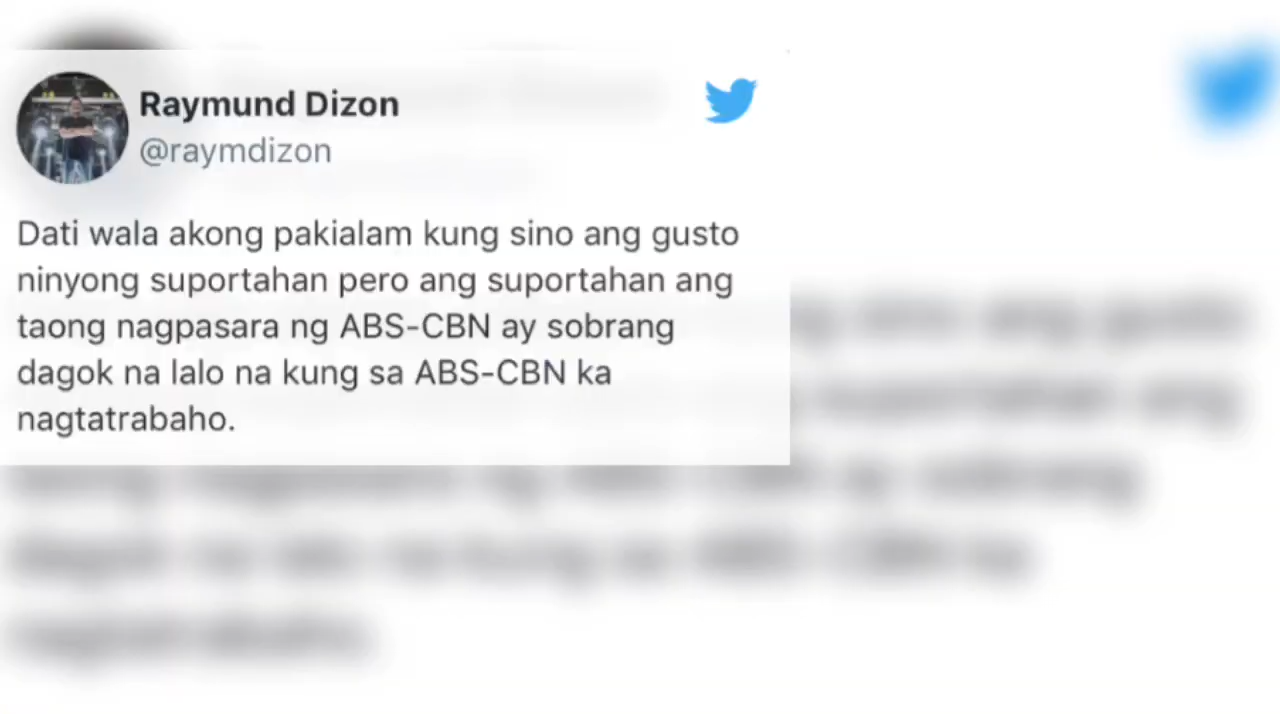 Raymund Dizon
@raymdizon
Dati wala akong pakialam kung sino ang gusto
ninyong suportahan pero ang suportahan ang
taong nagpasara ng ABS-CBN ay sobrang
dagok na lalo na kung sa ABS-CBN ka
nagtatrabaho.